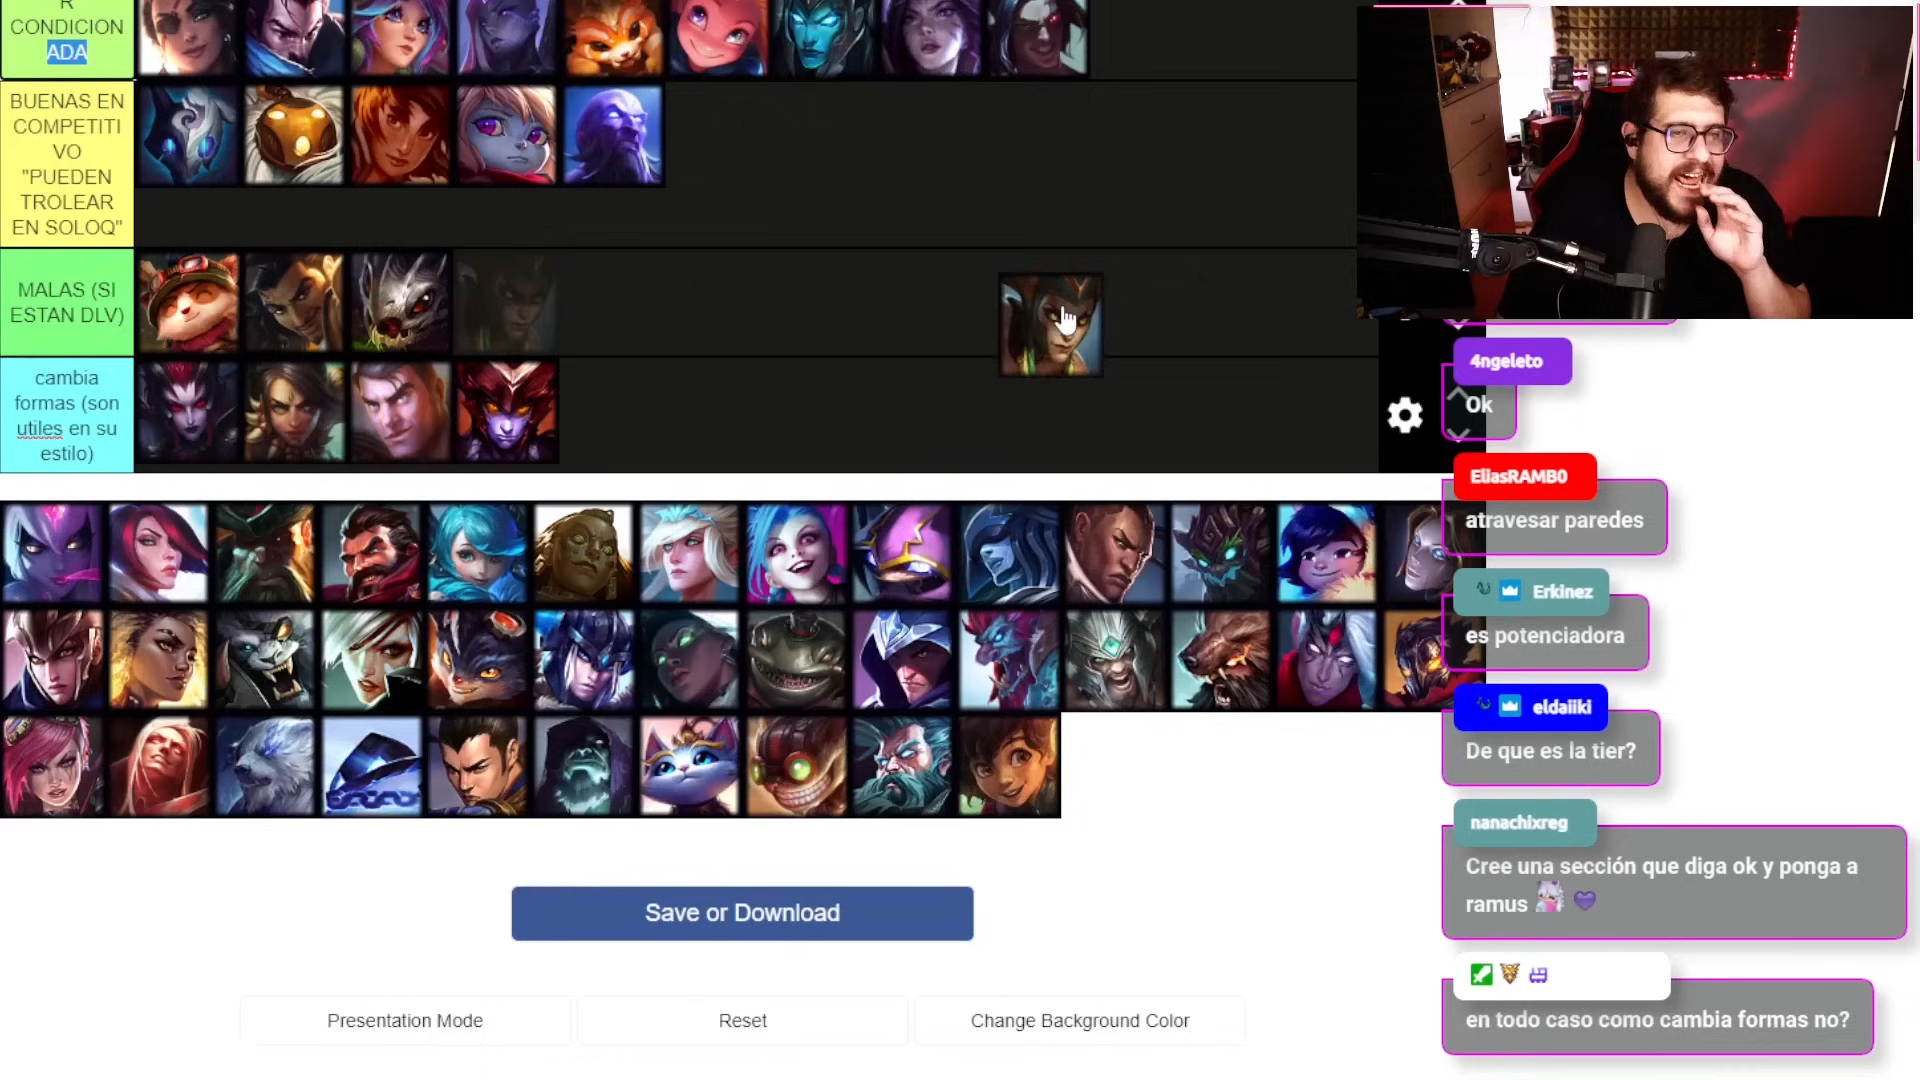 R
CONDICION
ADA
BUENAS EN
COMPETITI
VO
"PUEDEN
TROLEAR
EN SOLOQ"
MALAS (SI
ESTAN DLV)
cambia
formas (son
utiles en su
estilo)
4ngeleto
Ok
EliasRAMB0
atravesar paredes
Erkinez
es potenciadora
eldaiiki
De que es la tier?
nanachixreg
Cree una sección que diga ok y ponga a
ramus
en todo caso como cambia formas no?
Save or Download
Presentation Mode
Reset
Change Background Color